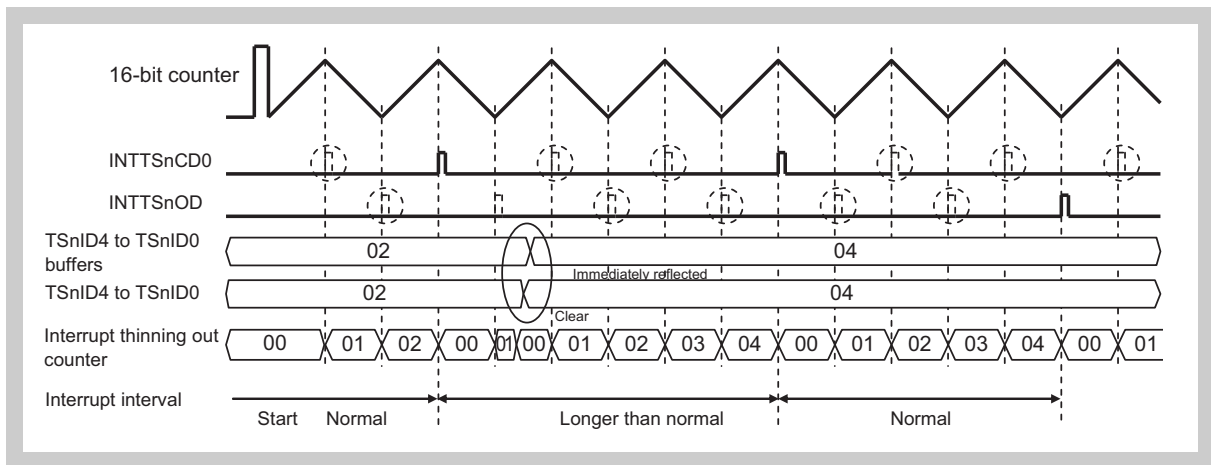 16-bit counter
INTTSnCD0
INTTSnOD
TSnID4 to TSnID0
buffers
02
04
Immediately reflected
TSnID4 to TSnID0
02
04
Clear
Interrupt thinning out
counter
00 01 02 00 01 00 01 02 03 04 00 01 02 03 04 00 01
Interrupt interval
Start Normal Longer than normal Normal